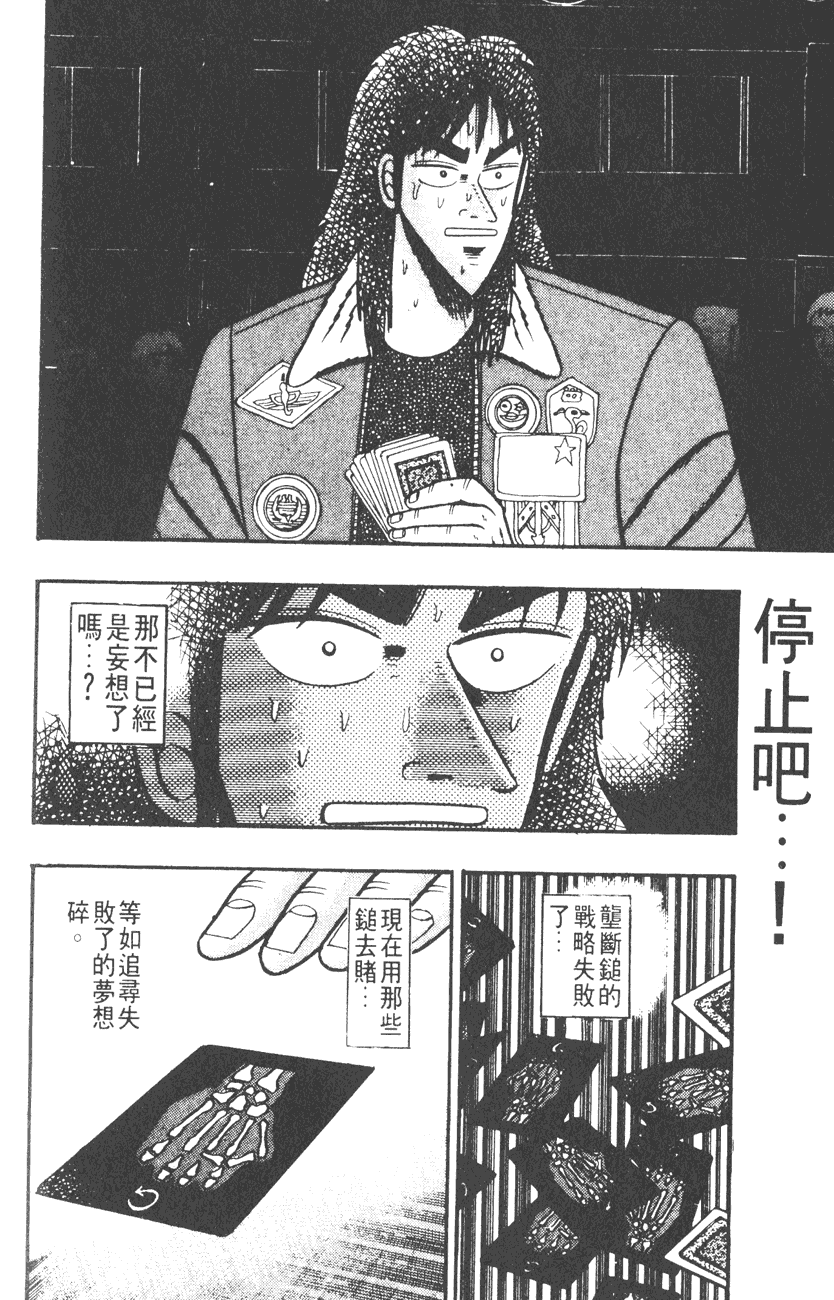 停止吧…！
那不已經
是妄想了
嗎…？
壟斷鎚的
戰略失敗
了…
現在用那些
鎚去賭…
等如追尋失
敗了的夢想
碎。